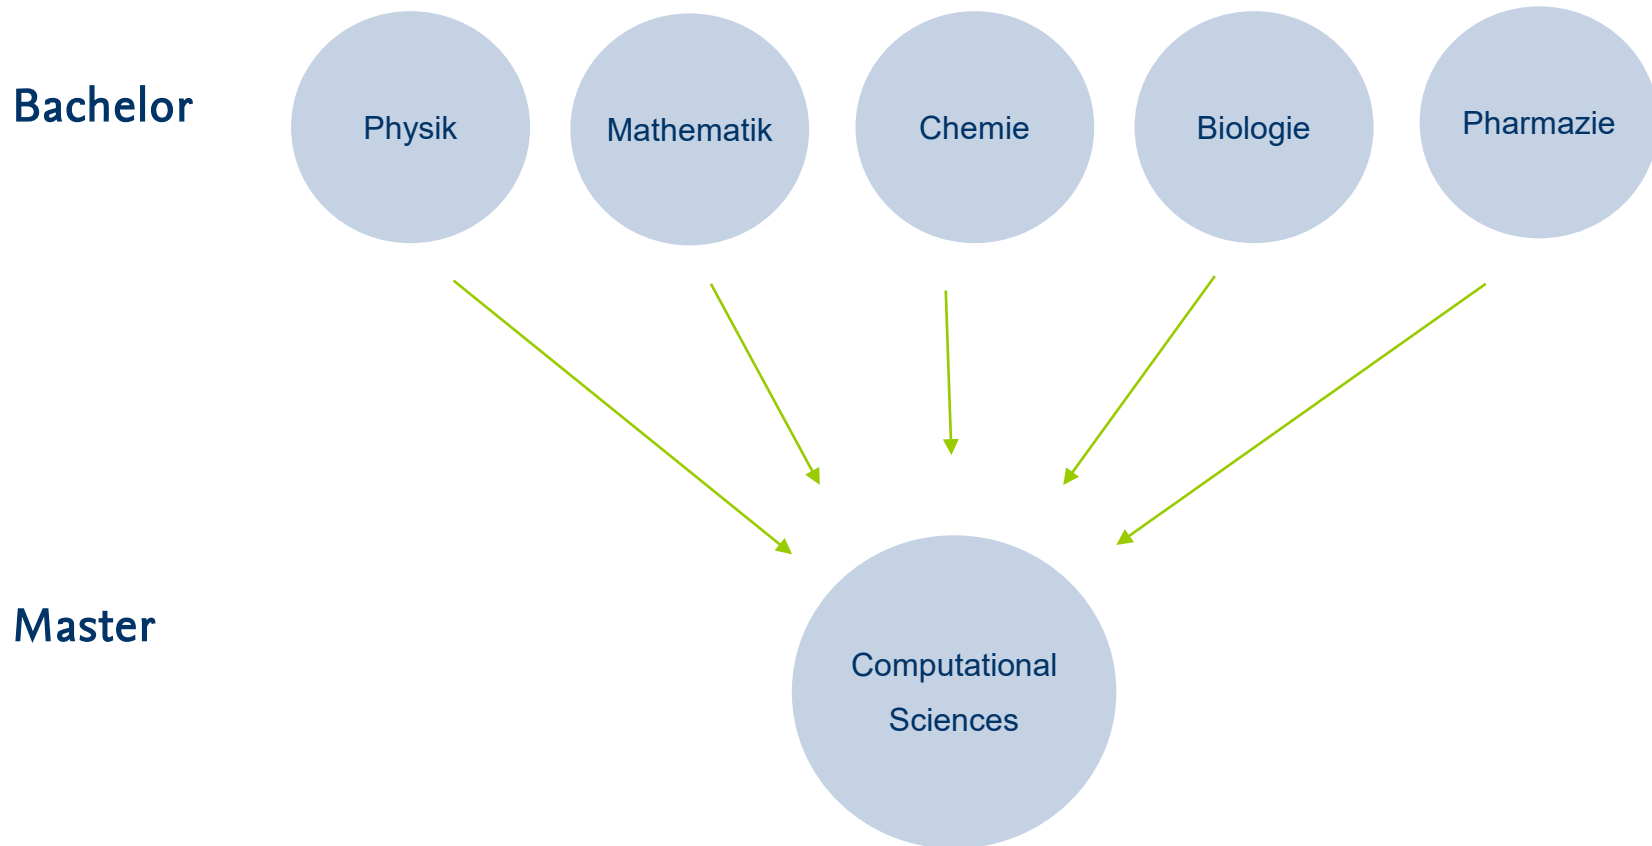 Bachelor
Physik
Mathematik
Chemie
Biologie
Pharmazie
Master
Computational
Sciences